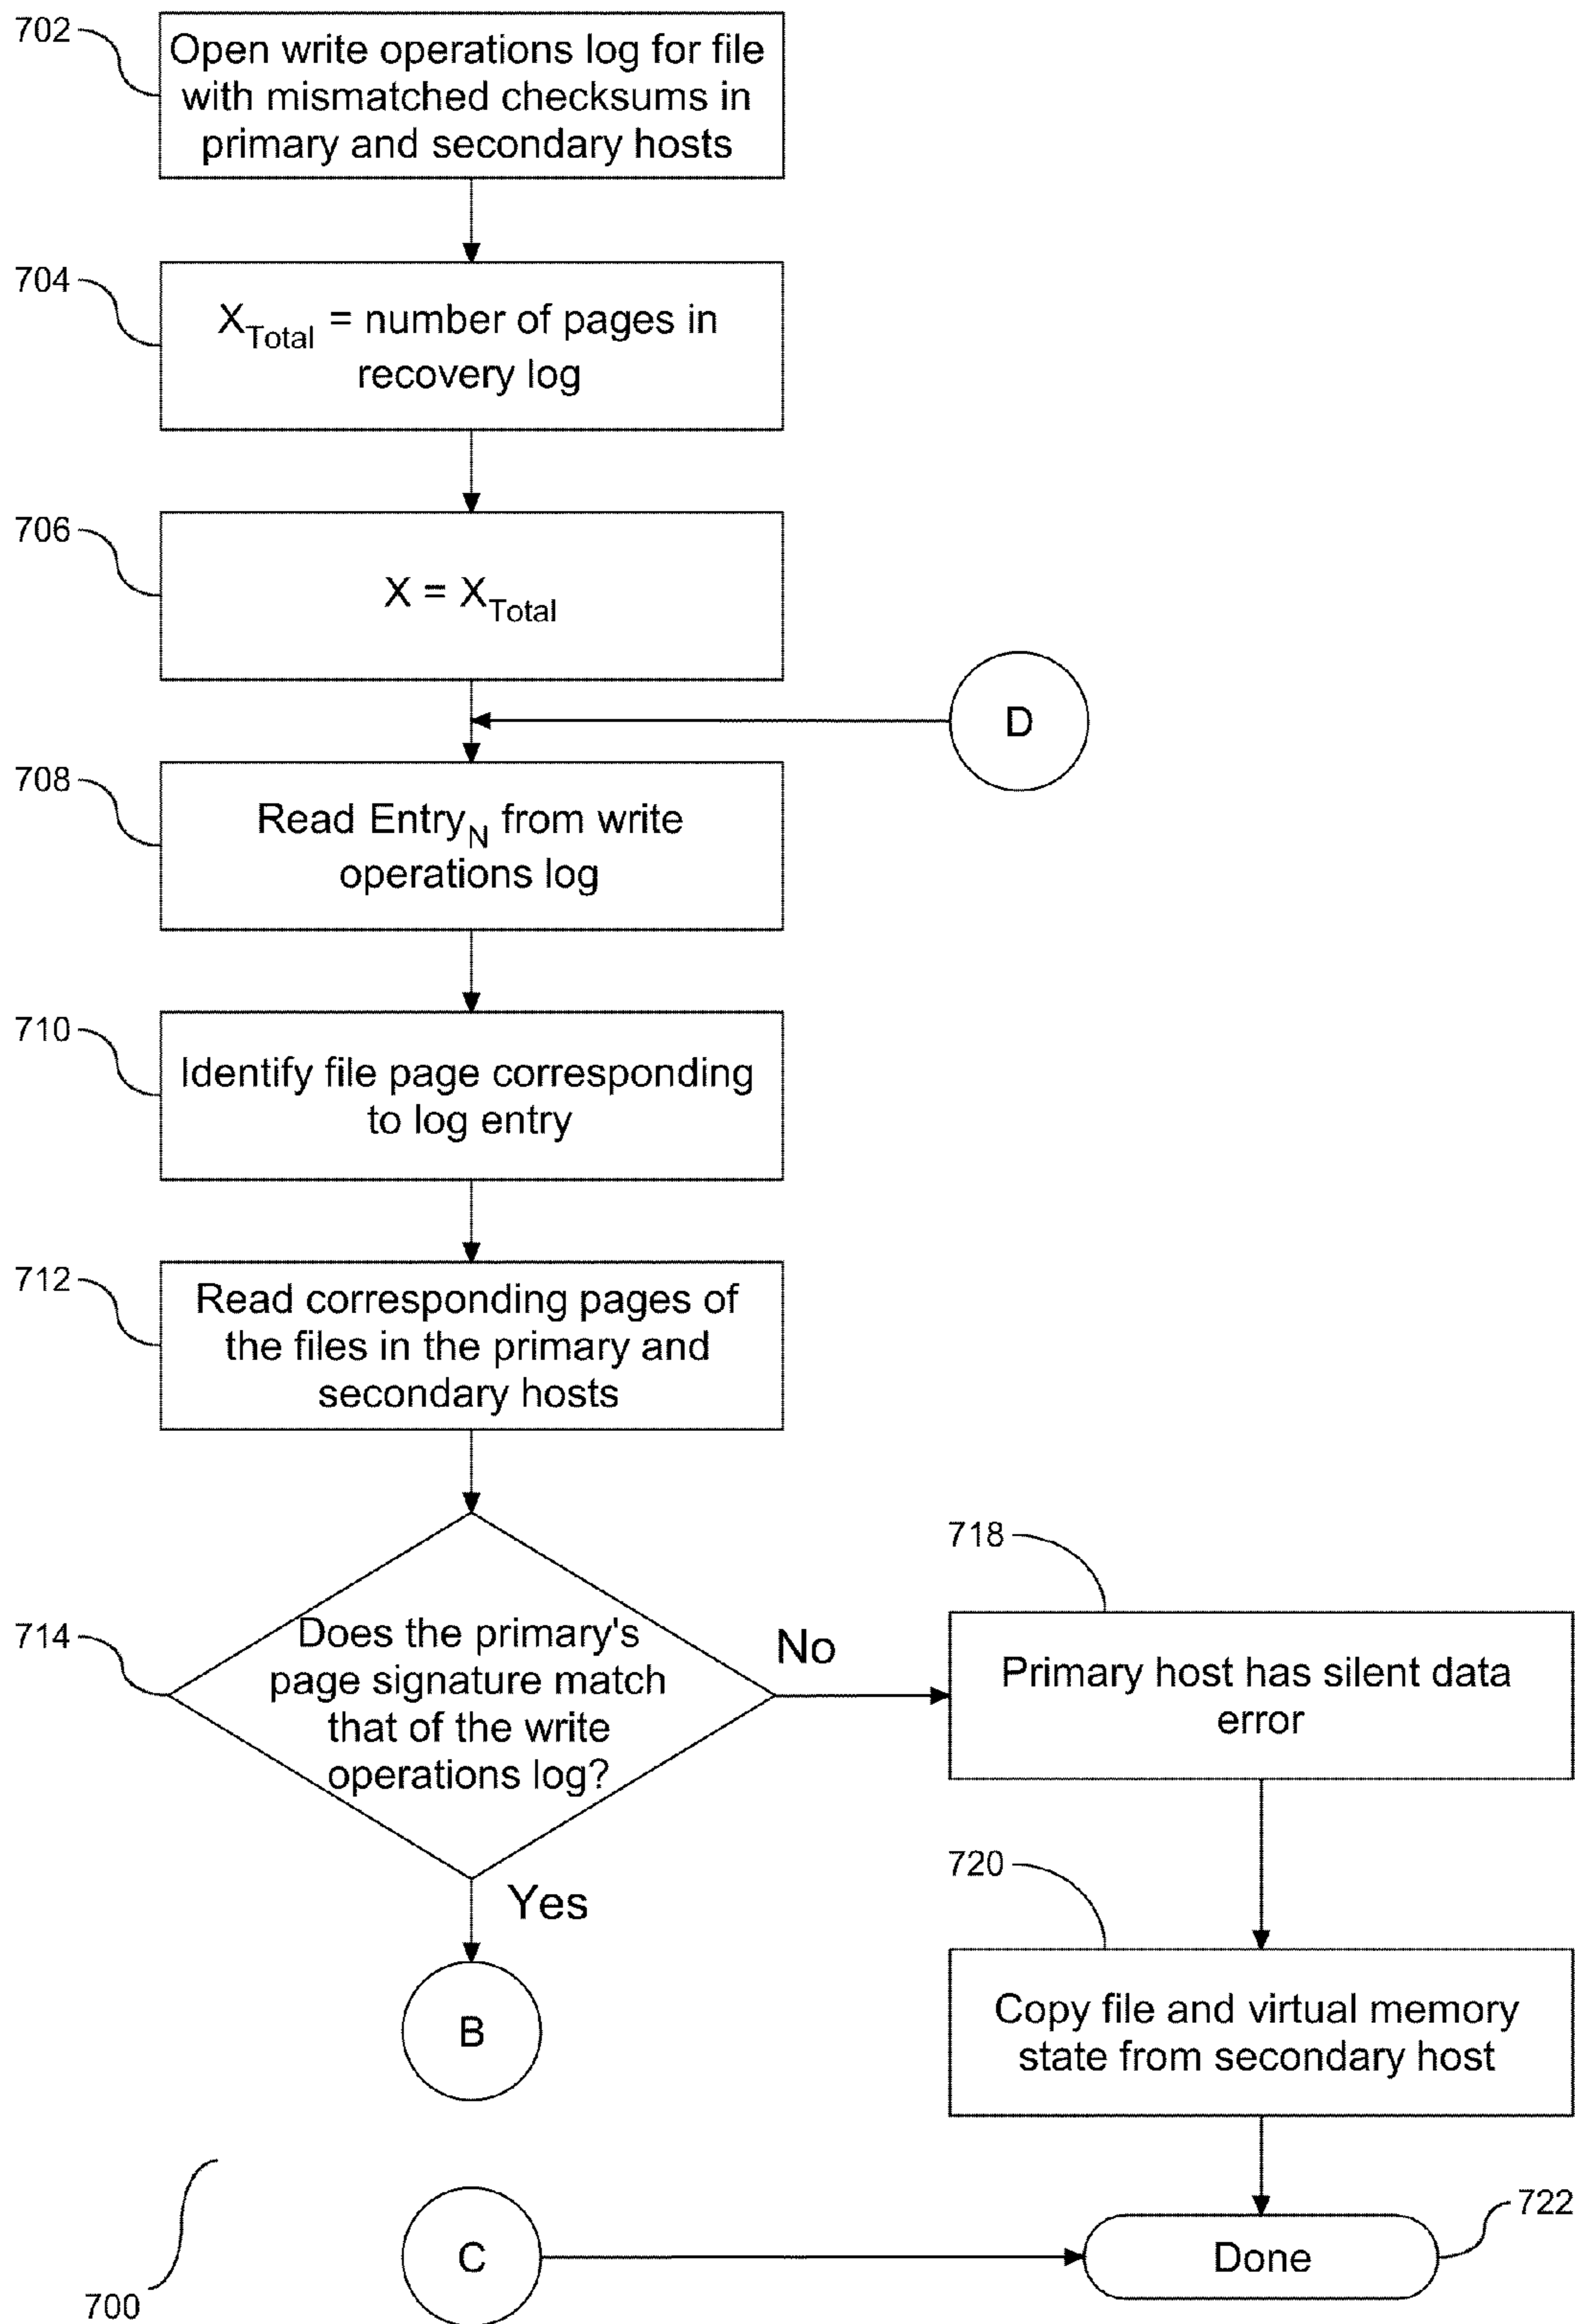 702
Open write operations log for file
with mismatched checksums in
primary and secondary hosts
704
X_Total = number of pages in
recovery log
706
X = X_Total
D
708
Read Entry_N from write
operations log
710
Identify file page corresponding
to log entry
712
Read corresponding pages of
the files in the primary and
secondary hosts
714
Does the primary's
page signature match
that of the write
operations log?
No
718
Primary host has silent data
error
Yes
720
Copy file and virtual memory
state from secondary host
B
C
722
Done
700